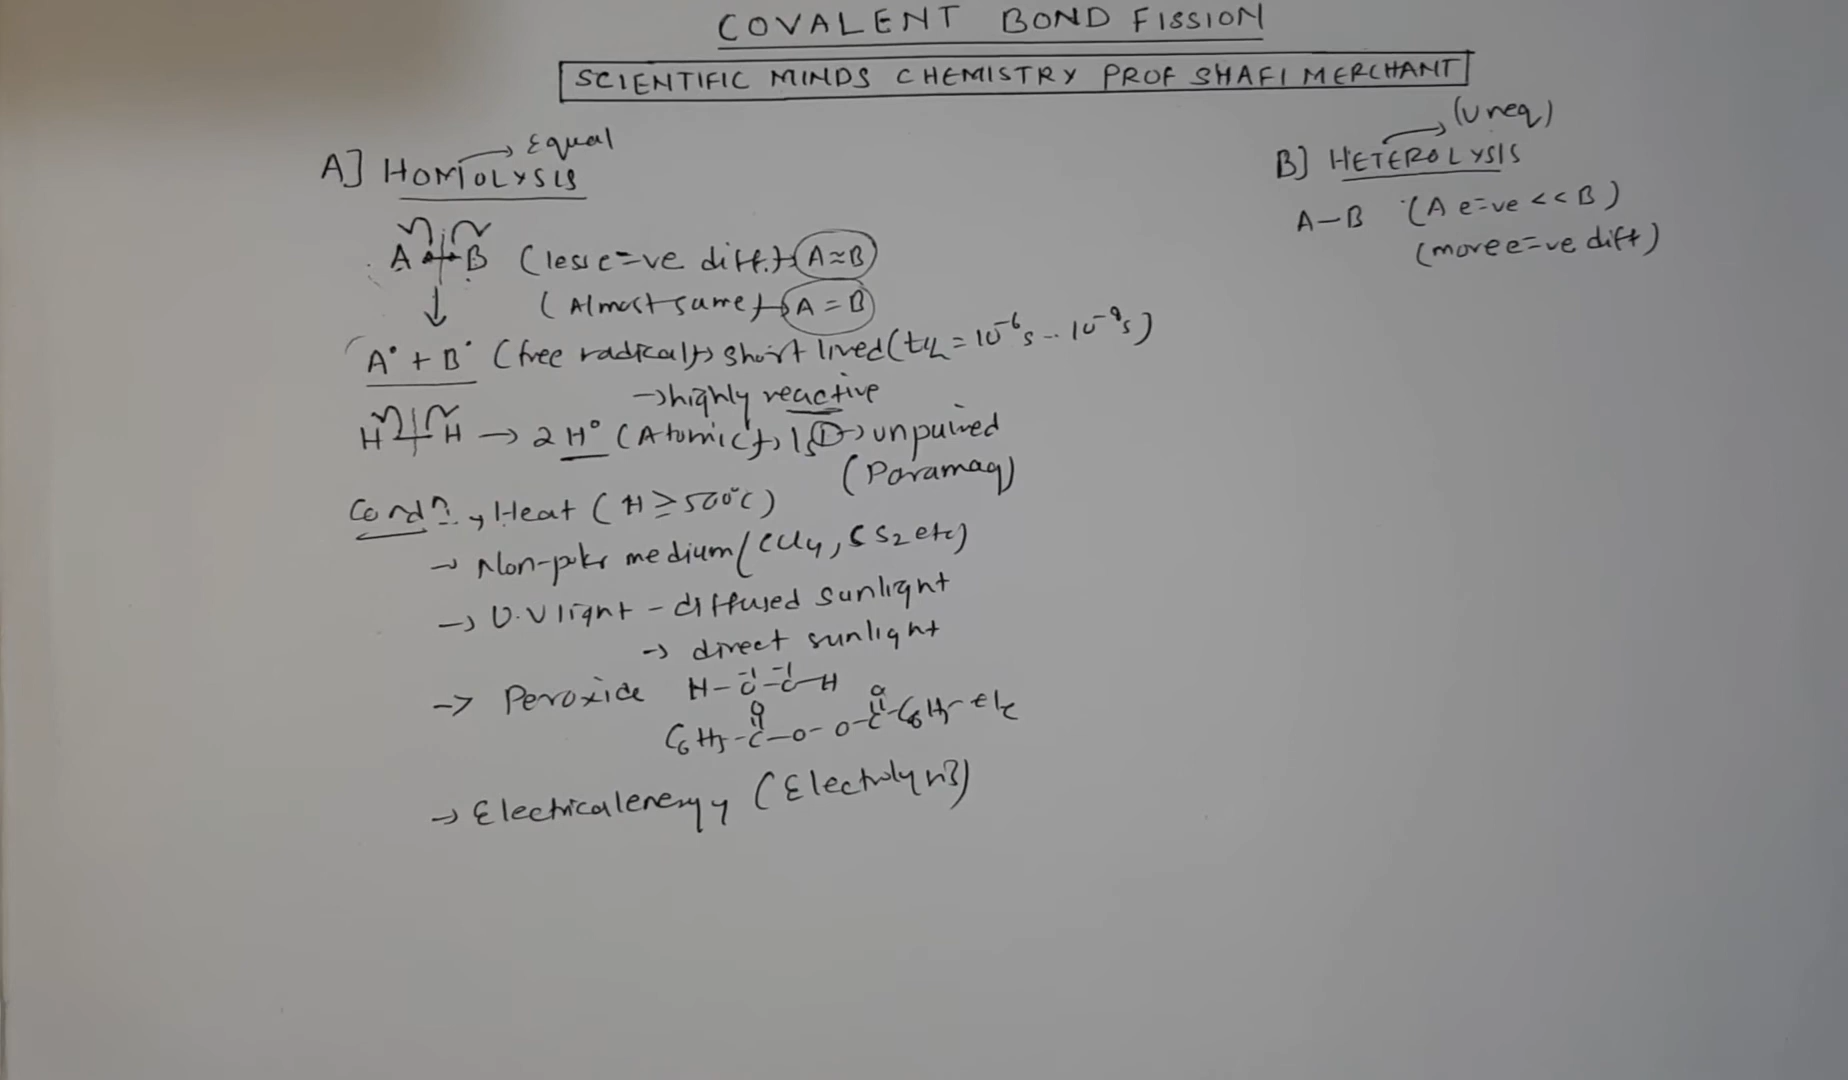 COVALENT BOND FISSION
SCIENTIFIC MINDS CHEMISTRY PROF SHAFI MERCHANT
A] HOMOLYSIS → Equal
A B (less e=ve diff.) → A≈B
(Almost same) → A = B
A• + B• (free radical) → short lived (t½ = 10⁻⁶s .. 10⁻⁹s)
→ highly reactive
H H → 2 H° (Atomic) → 1s① → unpaired
(Paramag)
Condⁿ. → Heat (H ≥ 500°C)
→ Non-polar medium (CCl4, CS2 etc)
→ U.V light - diffused sunlight
→ direct sunlight
→ Peroxide H-O-O-H
-1 -1
O O
C6H5-C-O-O-C-C6H5- etc
→ Electrical energy (Electrolysis)
B] HETEROLYSIS → (Uneq)
A-B (A e=ve << B)
(more e=ve diff)